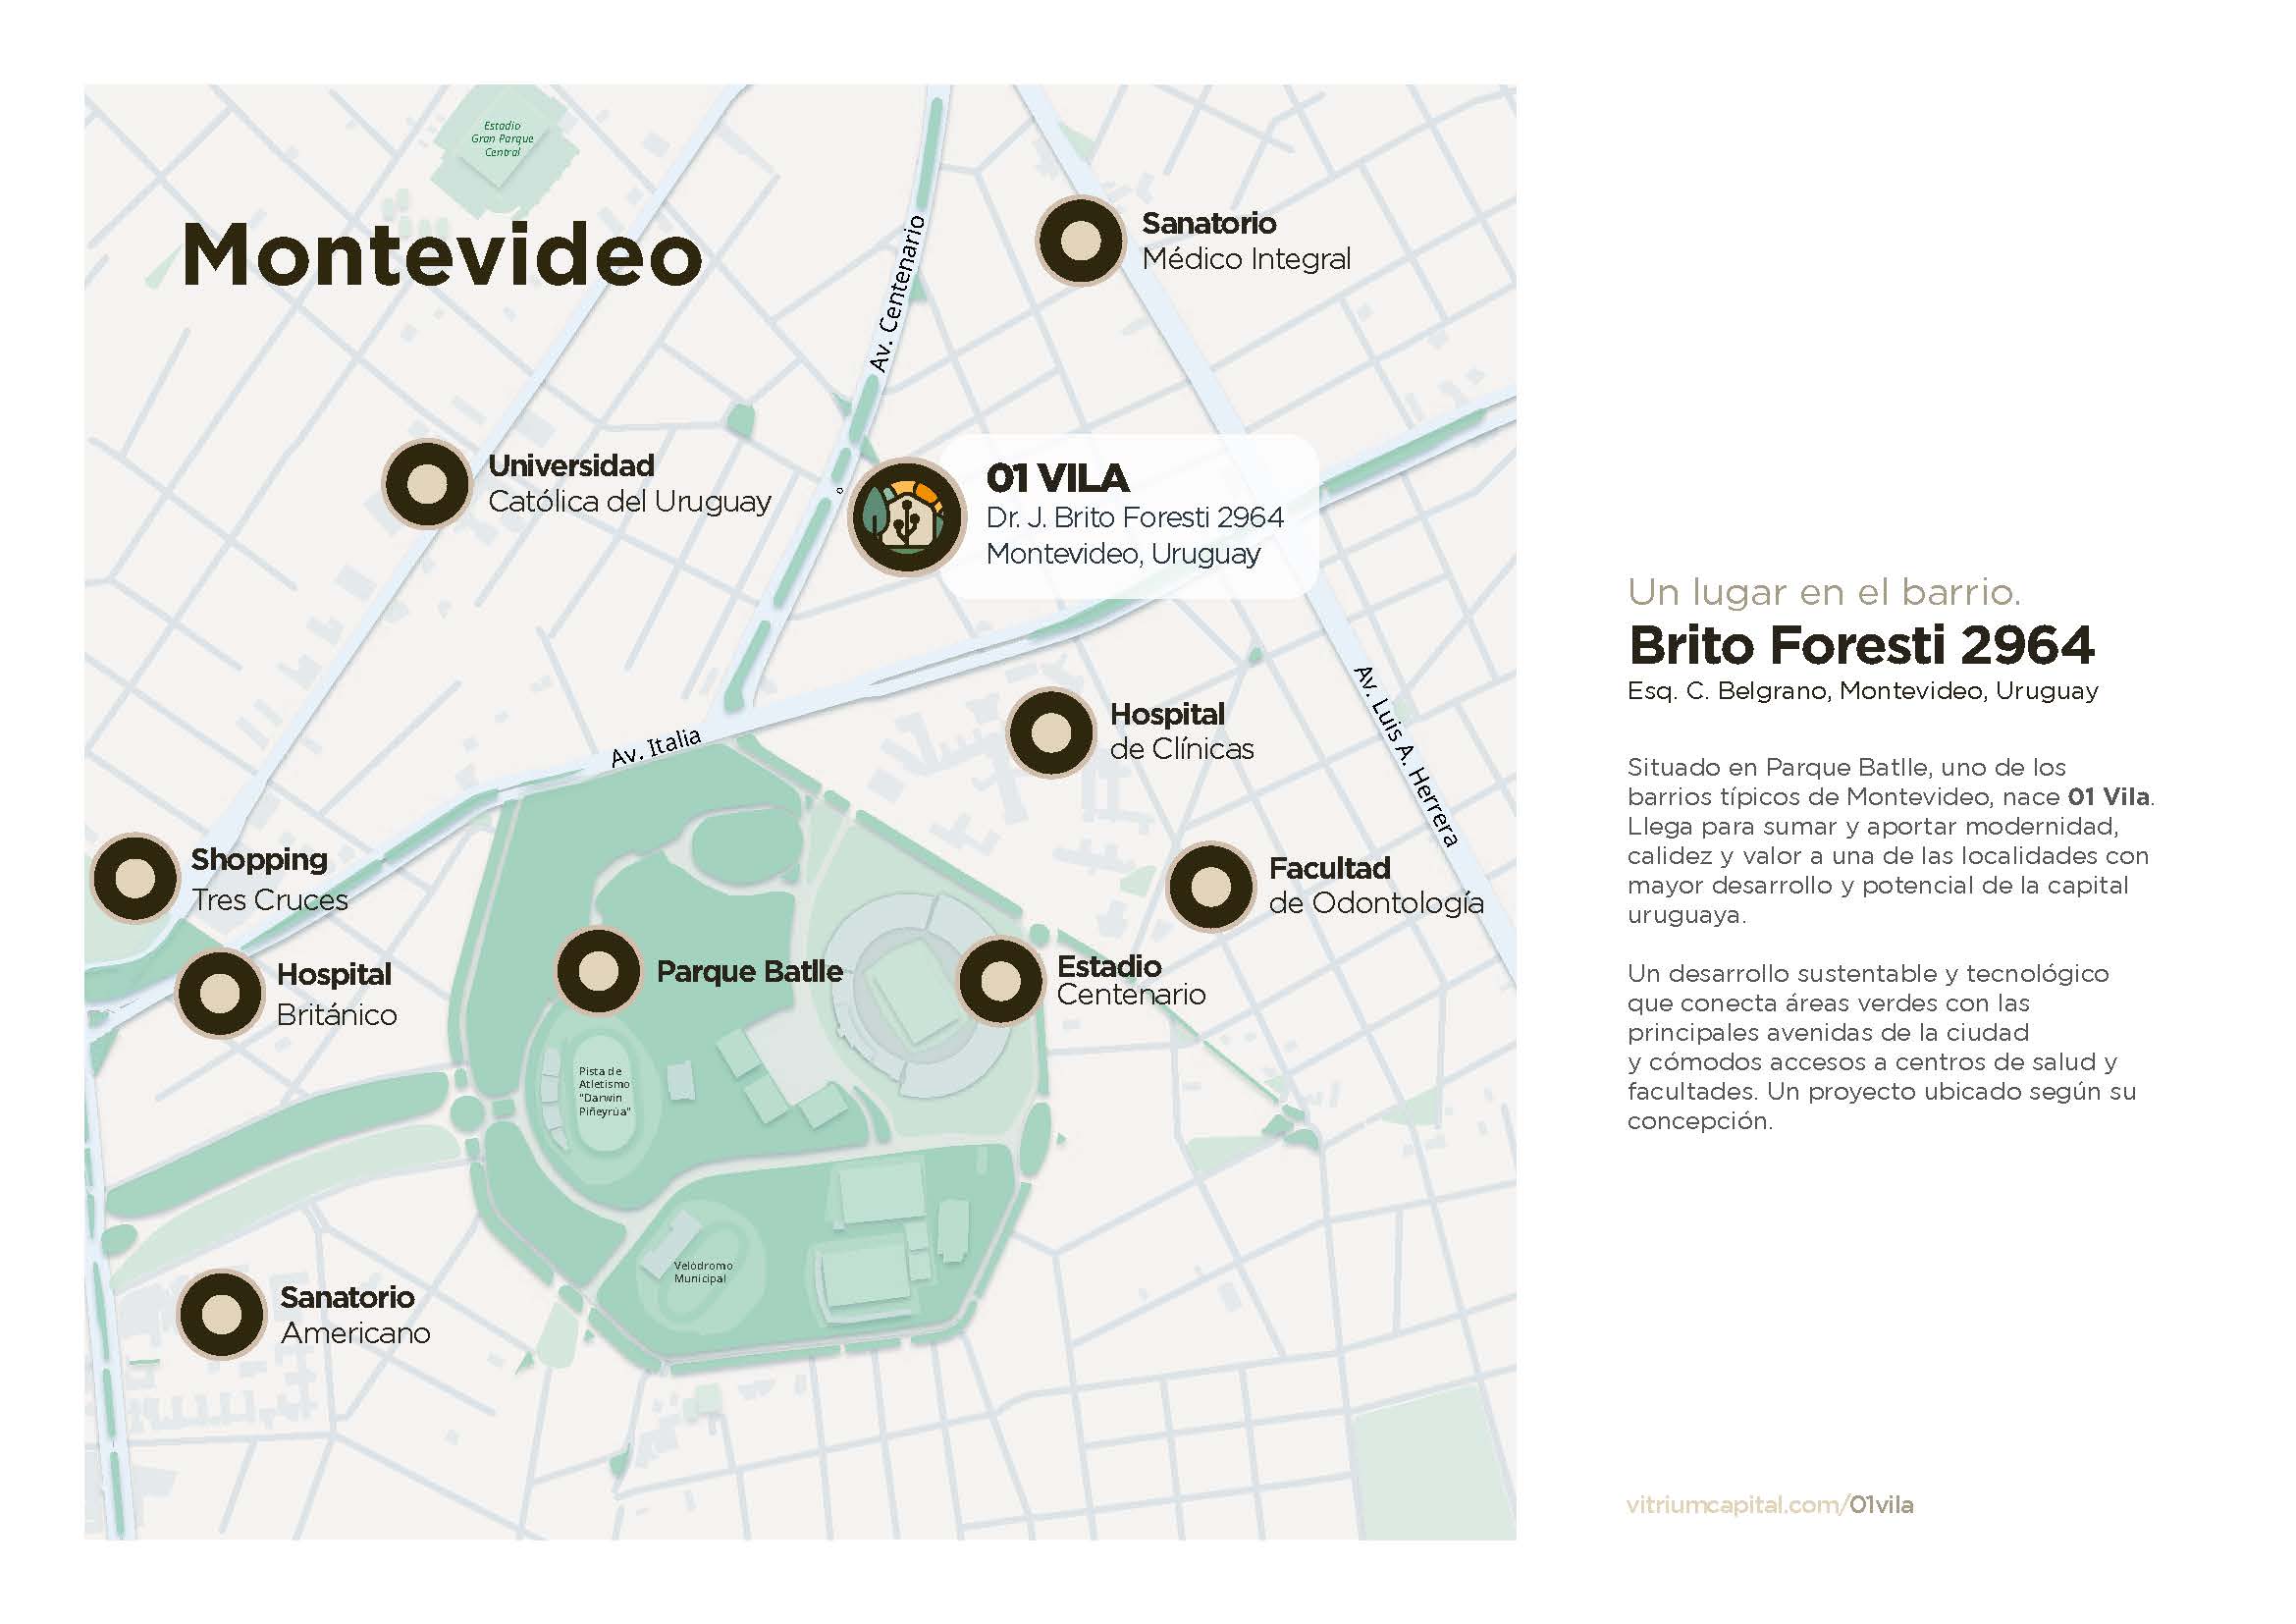 Estadio
Gran Parque
Central
Montevideo
Av. Centenario
Sanatorio
Médico Integral
Universidad
Católica del Uruguay
01 VILA
Dr. J. Brito Foresti 2964
Montevideo, Uruguay
Av. Italia
Hospital
de Clínicas
Av. Luis A. Herrera
Shopping
Tres Cruces
Facultad
de Odontología
Hospital
Británico
Parque Batlle
Estadio
Centenario
Pista de
Atletismo
"Darwin
Piñeyrúa"
Velódromo
Municipal
Sanatorio
Americano
Un lugar en el barrio.
Brito Foresti 2964
Esq. C. Belgrano, Montevideo, Uruguay
Situado en Parque Batlle, uno de los
barrios típicos de Montevideo, nace 01 Vila.
Llega para sumar y aportar modernidad,
calidez y valor a una de las localidades con
mayor desarrollo y potencial de la capital
uruguaya.
Un desarrollo sustentable y tecnológico
que conecta áreas verdes con las
principales avenidas de la ciudad
y cómodos accesos a centros de salud y
facultades. Un proyecto ubicado según su
concepción.
vitriumcapital.com/01vila